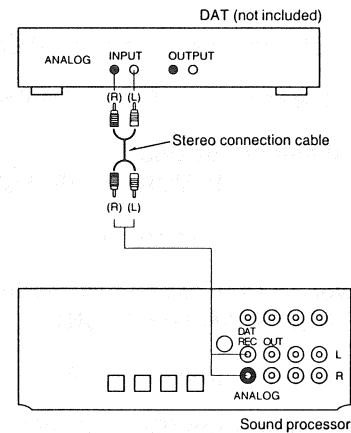 DAT (not included)
ANALOG INPUT OUTPUT
(R) (L)
Stereo connection cable
(R) (L)
DAT
REC OUT
L
R
ANALOG
Sound processor